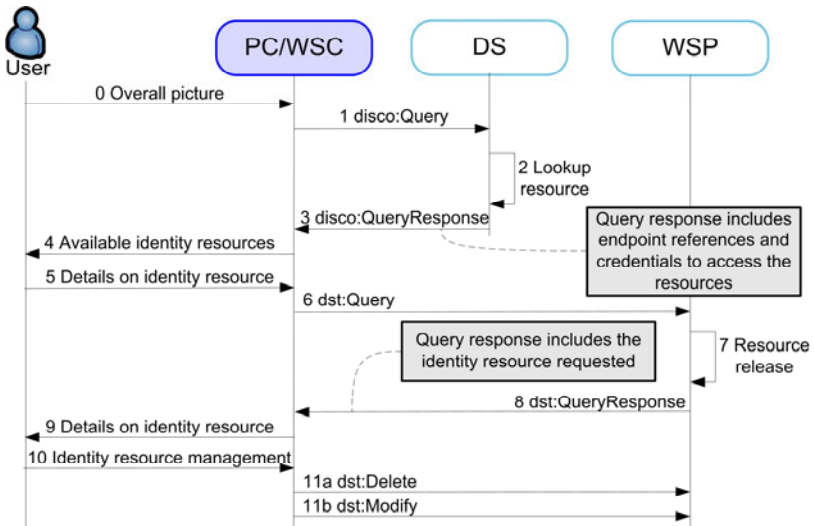 User
PC/WSC
DS
WSP
0 Overall picture
1 disco:Query
2 Lookup
resource
3 disco:QueryResponse
Query response includes
endpoint references and
credentials to access the
resources
4 Available identity resources
5 Details on identity resource
6 dst:Query
Query response includes the
identity resource requested
7 Resource
release
8 dst:QueryResponse
9 Details on identity resource
10 Identity resource management
11a dst:Delete
11b dst:Modify